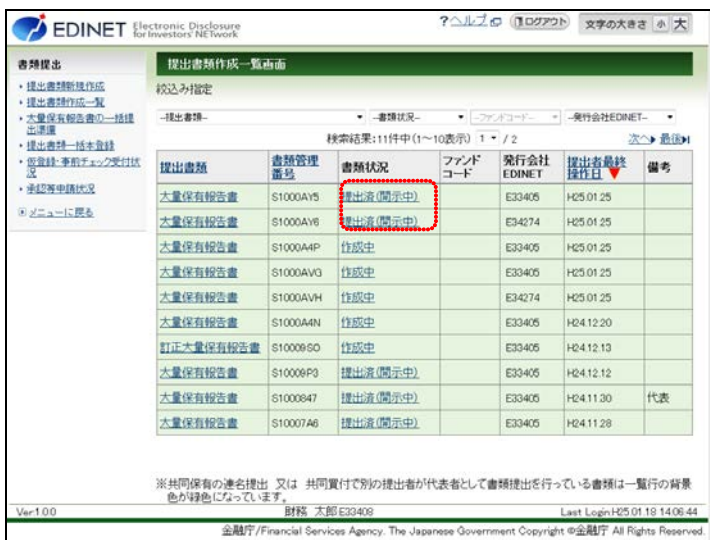 EDINET Electronic Disclosure for Investors' NETwork
?ヘルプ ログアウト 文字の大きさ 小 大
書類提出
・提出書類新規作成
・提出書類作成一覧
・大量保有報告書の一括提出準備
・提出書類一括本登録
・仮登録・事前チェック受付状況
・承認等申請状況
メニューに戻る
提出書類作成一覧画面
絞込み指定
--提出書類-- --書類状況-- --ファンドコード-- --発行会社EDINET--
検索結果:11件中(1～10表示) 1 / 2 次へ 最後
提出書類 書類管理番号 書類状況 ファンドコード 発行会社EDINET 提出者最終操作日▼ 備考
大量保有報告書 S1000AY5 提出済(開示中) E33405 H25.01.25
大量保有報告書 S1000AY6 提出済(開示中) E34274 H25.01.25
大量保有報告書 S1000A4P 作成中 E33405 H25.01.25
大量保有報告書 S1000AVG 作成中 E33405 H25.01.25
大量保有報告書 S1000AVH 作成中 E34274 H25.01.25
大量保有報告書 S1000A4N 作成中 E33405 H24.12.20
訂正大量保有報告書 S10009SO 作成中 E33405 H24.12.13
大量保有報告書 S10009P3 提出済(開示中) E33405 H24.12.12
大量保有報告書 S1000847 提出済(開示中) E33405 H24.11.30 代表
大量保有報告書 S10007A6 提出済(開示中) E33405 H24.11.28
※共同保有の連名提出 又は 共同買付で別の提出者が代表者として書類提出を行っている書類は一覧行の背景
色が緑色になっています。
Ver.1.0.0 財務 太郎 E33408 Last Login:H25.01.18 14:06:44
金融庁/Financial Services Agency. The Japanese Government Copyright ©金融庁 All Rights Reserved.